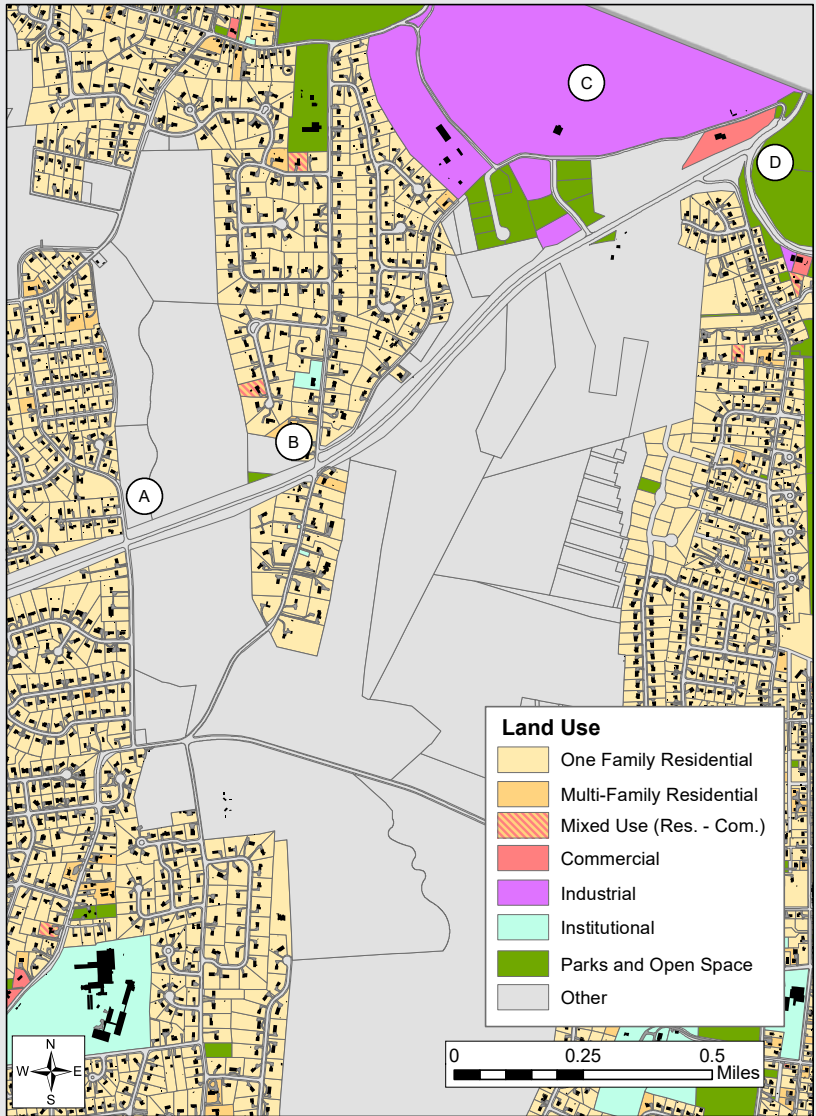 C
D
B
A
Land Use
One Family Residential
Multi-Family Residential
Mixed Use (Res. - Com.)
Commercial
Industrial
Institutional
Parks and Open Space
Other
N
W E
S
0 0.25 0.5
Miles